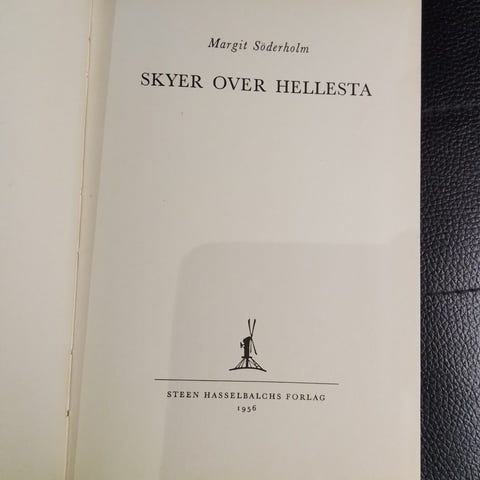 Margit Söderholm
SKYER OVER HELLESTA
STEEN HASSELBALCHS FORLAG
1956